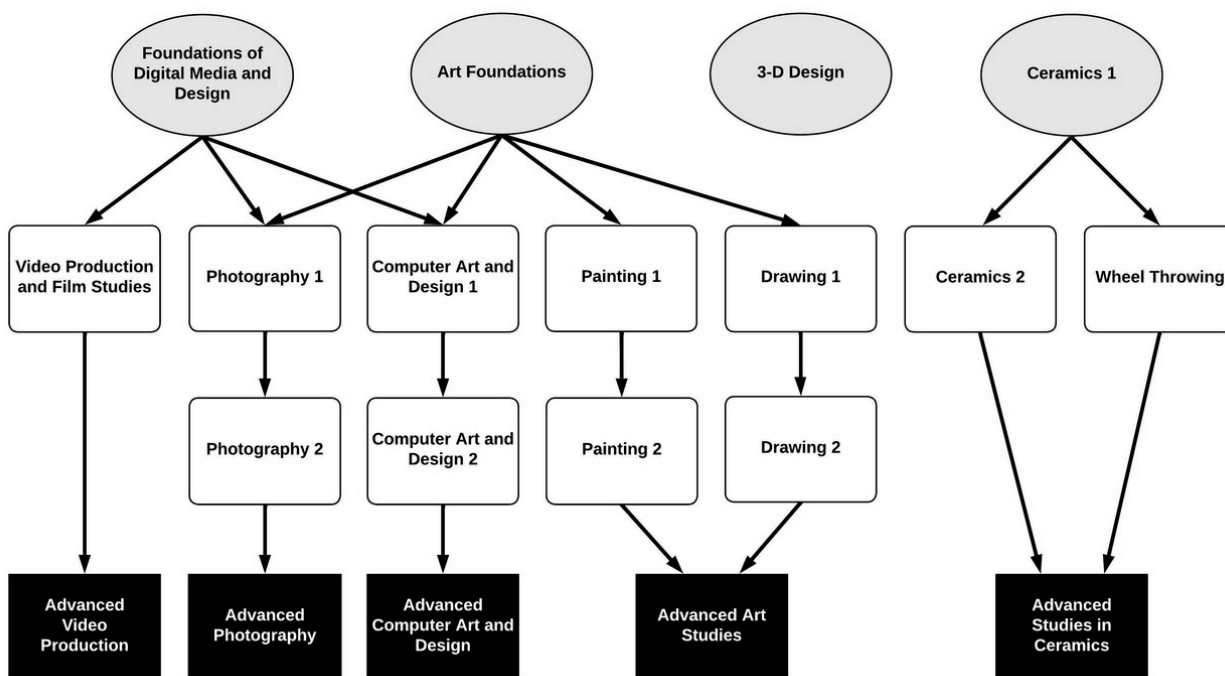 Foundations of
Digital Media and
Design
Art Foundations
3-D Design
Ceramics 1
Video Production
and Film Studies
Photography 1
Computer Art and
Design 1
Painting 1
Drawing 1
Ceramics 2
Wheel Throwing
Photography 2
Computer Art and
Design 2
Painting 2
Drawing 2
Advanced
Video
Production
Advanced
Photography
Advanced
Computer Art and
Design
Advanced Art
Studies
Advanced
Studies in
Ceramics